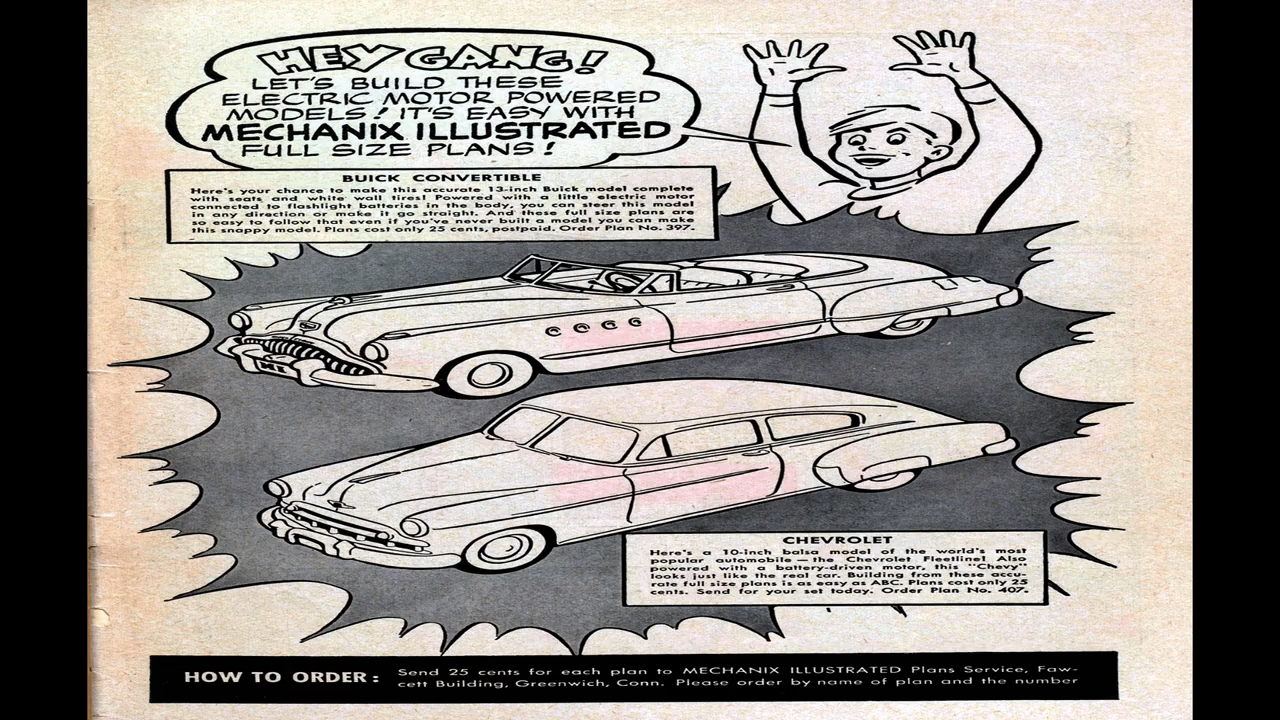 HEY GANG!
LET'S BUILD THESE
ELECTRIC MOTOR POWERED
MODELS! IT'S EASY WITH
MECHANIX ILLUSTRATED
FULL SIZE PLANS!
BUICK CONVERTIBLE
Here's your chance to make this accurate 13-inch Buick model complete
with seats and white wall tires! Powered with a little electric motor
connected to flashlight batteries in the body, you can steer this model
in any direction or make it go straight. And these full size plans are
so easy to follow that even if you've never built a model you can make
this snappy model. Plans cost only 25 cents, postpaid. Order Plan No. 397.
MI
CHEVROLET
Here's a 10-inch balsa model of the world's most
popular automobile — the Chevrolet Fleetline! Also
powered with a battery-driven motor, this "Chevy"
looks just like the real car. Building from these accu-
rate full size plans is as easy as ABC. Plans cost only 25
cents. Send for your set today. Order Plan No. 407.
HOW TO ORDER: Send 25 cents for each plan to MECHANIX ILLUSTRATED Plans Service, Faw-
cett Building, Greenwich, Conn. Please order by name of plan and the number